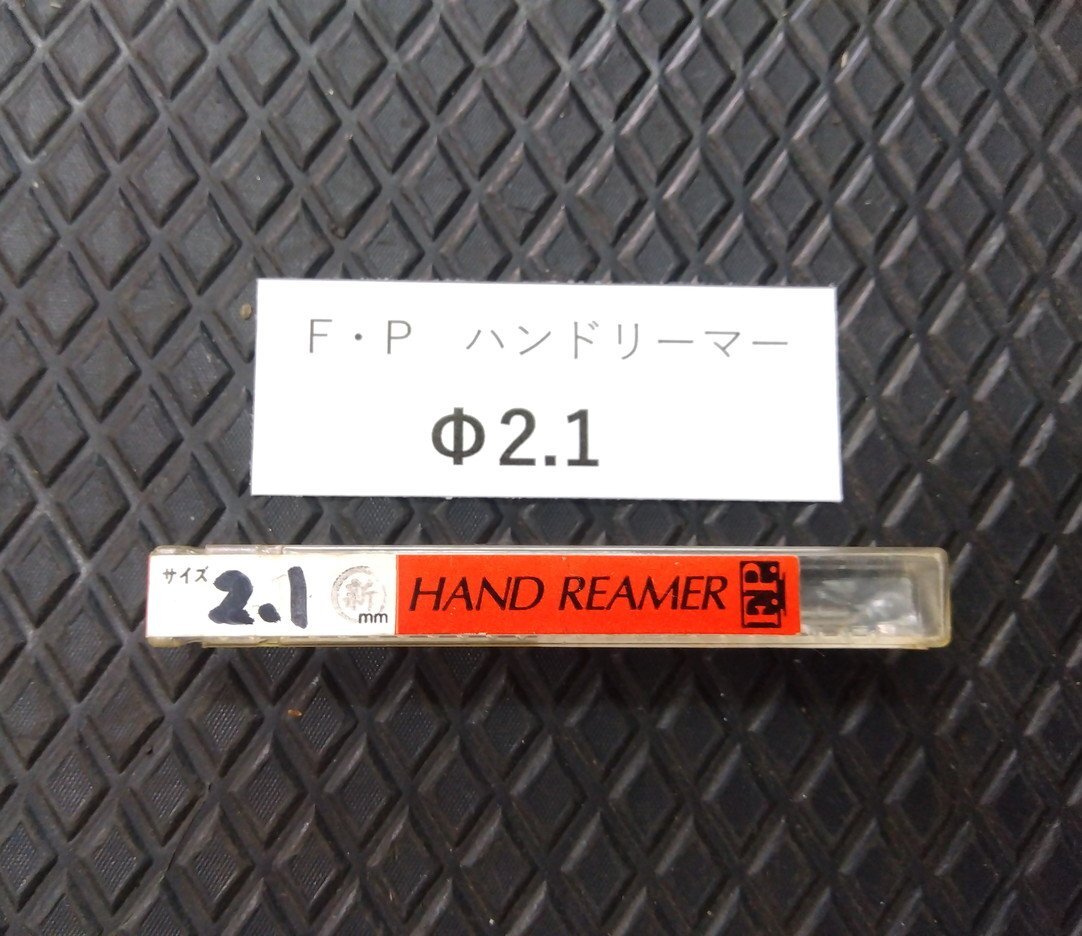 F・P　ハンドリーマー
Φ2.1
サイズ 2.1 新 mm HAND REAMER F.P.